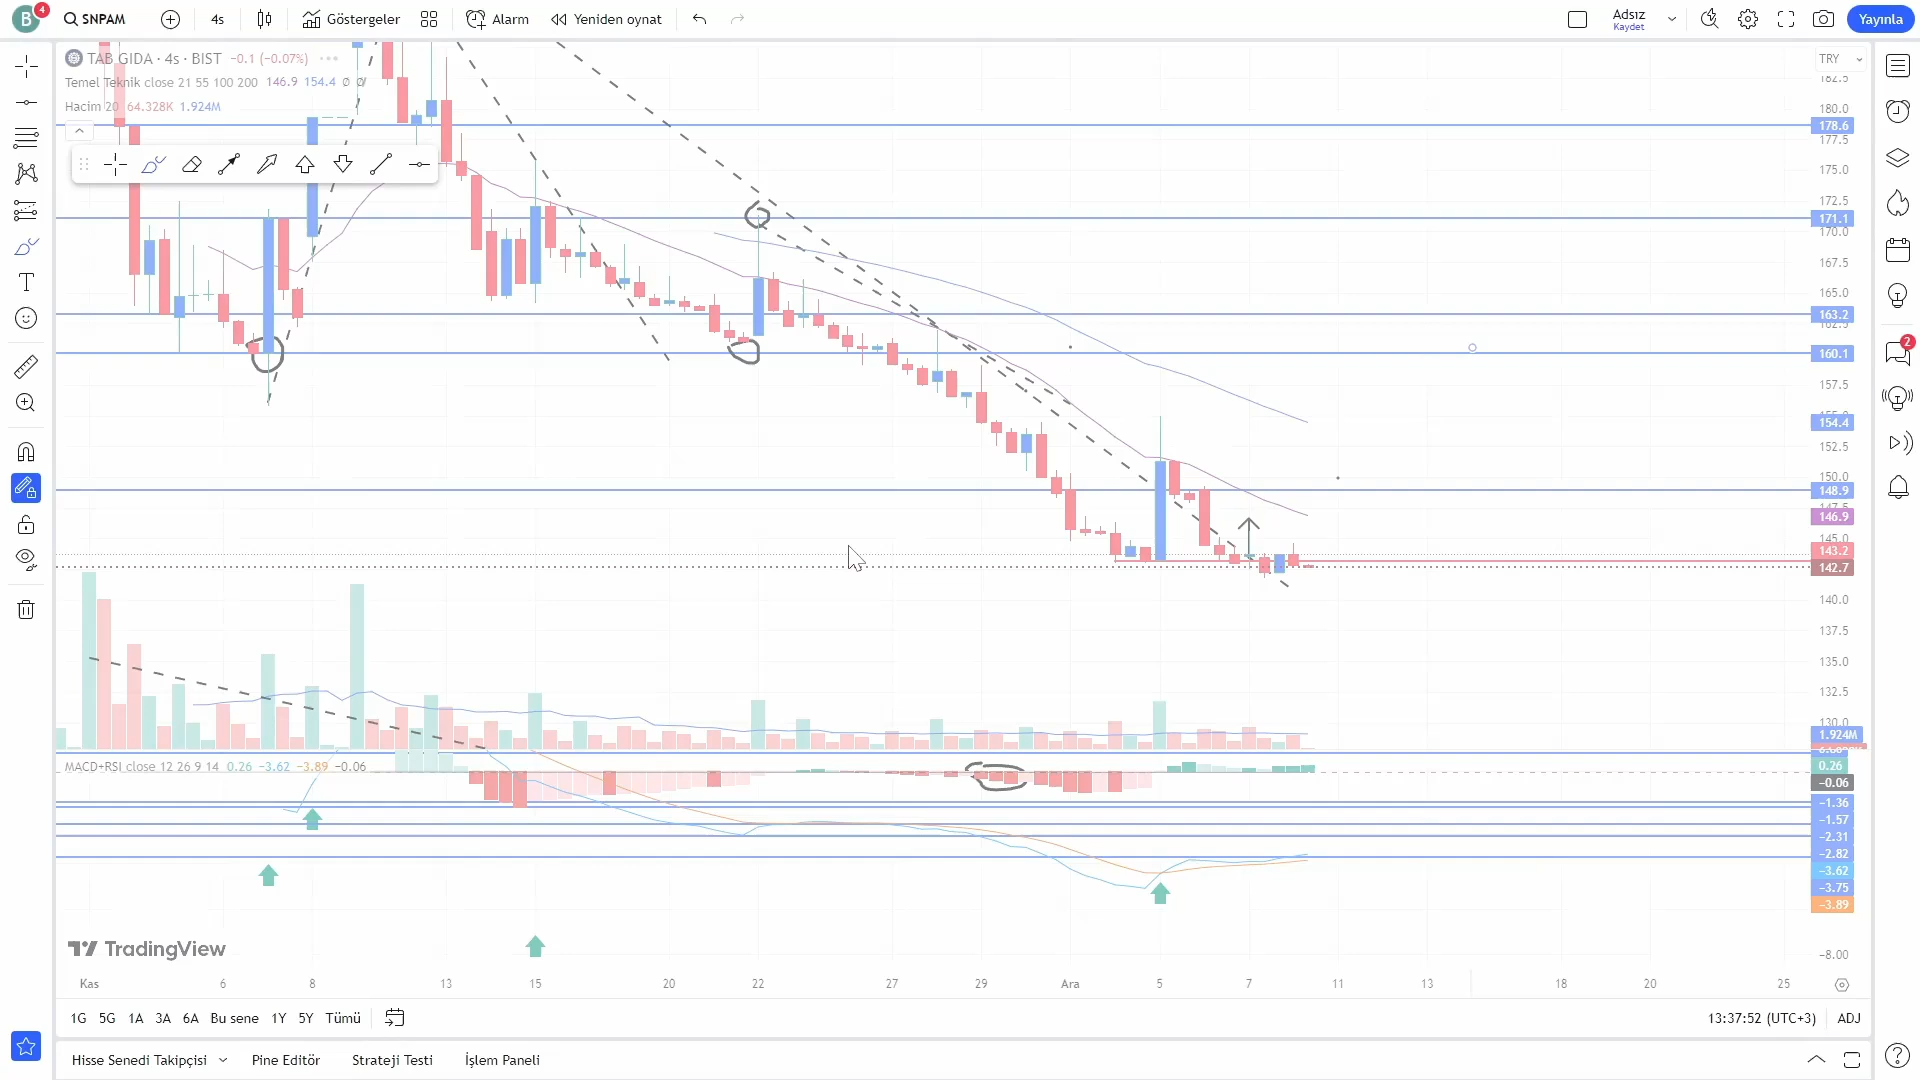 B
4
SNPAM
4s
Göstergeler
Alarm
Yeniden oynat
Adsız
Kaydet
Yayınla
TAB GIDA · 4s · BIST −0.1 (−0.07%)
Temel Teknik close 21 55 100 200 146.9 154.4 Ø Ø
Hacim 20 64.328K 1.924M
TRY
182.5
180.0
178.6
177.5
175.0
172.5
171.1
170.0
167.5
165.0
163.2
162.5
160.1
157.5
154.4
152.5
150.0
148.9
147.5
146.9
145.0
143.2
142.7
140.0
137.5
135.0
132.5
130.0
1.924M
MACD+RSI close 12 26 9 14 0.26 −3.62 −3.89 −0.06
0.26
−0.06
−1.36
−1.57
−2.31
−2.82
−3.62
−3.75
−3.89
−8.00
TradingView
Kas 6 8 13 15 20 22 27 29 Ara 5 7 11 13 18 20 25
1G 5G 1A 3A 6A Bu sene 1Y 5Y Tümü
13:37:52 (UTC+3) ADJ
Hisse Senedi Takipçisi Pine Editör Strateji Testi İşlem Paneli
2